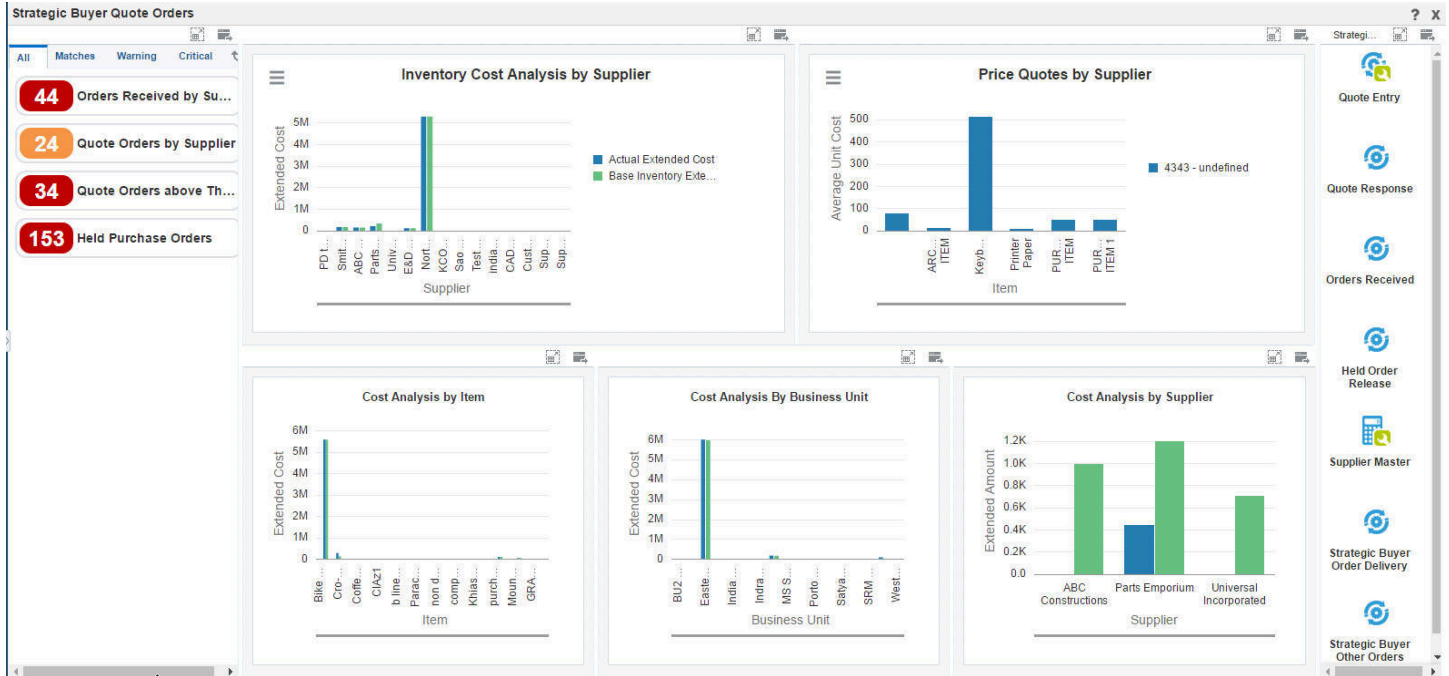 Strategic Buyer Quote Orders
? X
All Matches Warning Critical
44 Orders Received by Su...
24 Quote Orders by Supplier
34 Quote Orders above Th...
153 Held Purchase Orders
Inventory Cost Analysis by Supplier
Extended Cost
5M
4M
3M
2M
1M
0
PD t...
Smit...
ABC ...
Parts...
Univ...
E&D...
Nort...
KCO...
Sao ...
Test ...
india...
CAD...
Cust...
Sup...
Sup...
Supplier
Actual Extended Cost
Base Inventory Exte...
Price Quotes by Supplier
Average Unit Cost
500
400
300
200
100
0
ARC...
ITEM
Keyb...
Printer
Paper
PUR...
ITEM
PUR...
ITEM 1
Item
4343 - undefined
Cost Analysis by Item
Extended Cost
6M
5M
4M
3M
2M
1M
0
Bike...
Cro-...
Coffe...
CIAz1
b line...
Parac...
non d...
comp...
Khias...
purch...
Moun...
GRA...
Item
Cost Analysis By Business Unit
Extended Cost
6M
5M
4M
3M
2M
1M
0
BU2 ...
Easte...
India ...
Indra...
MS S...
Porto ...
Satya...
SRM ...
West...
Business Unit
Cost Analysis by Supplier
Extended Amount
1.2K
1.0K
0.8K
0.6K
0.4K
0.2K
0.0
ABC
Constructions
Parts Emporium
Universal
Incorporated
Supplier
Strategi...
Quote Entry
Quote Response
Orders Received
Held Order
Release
Supplier Master
Strategic Buyer
Order Delivery
Strategic Buyer
Other Orders